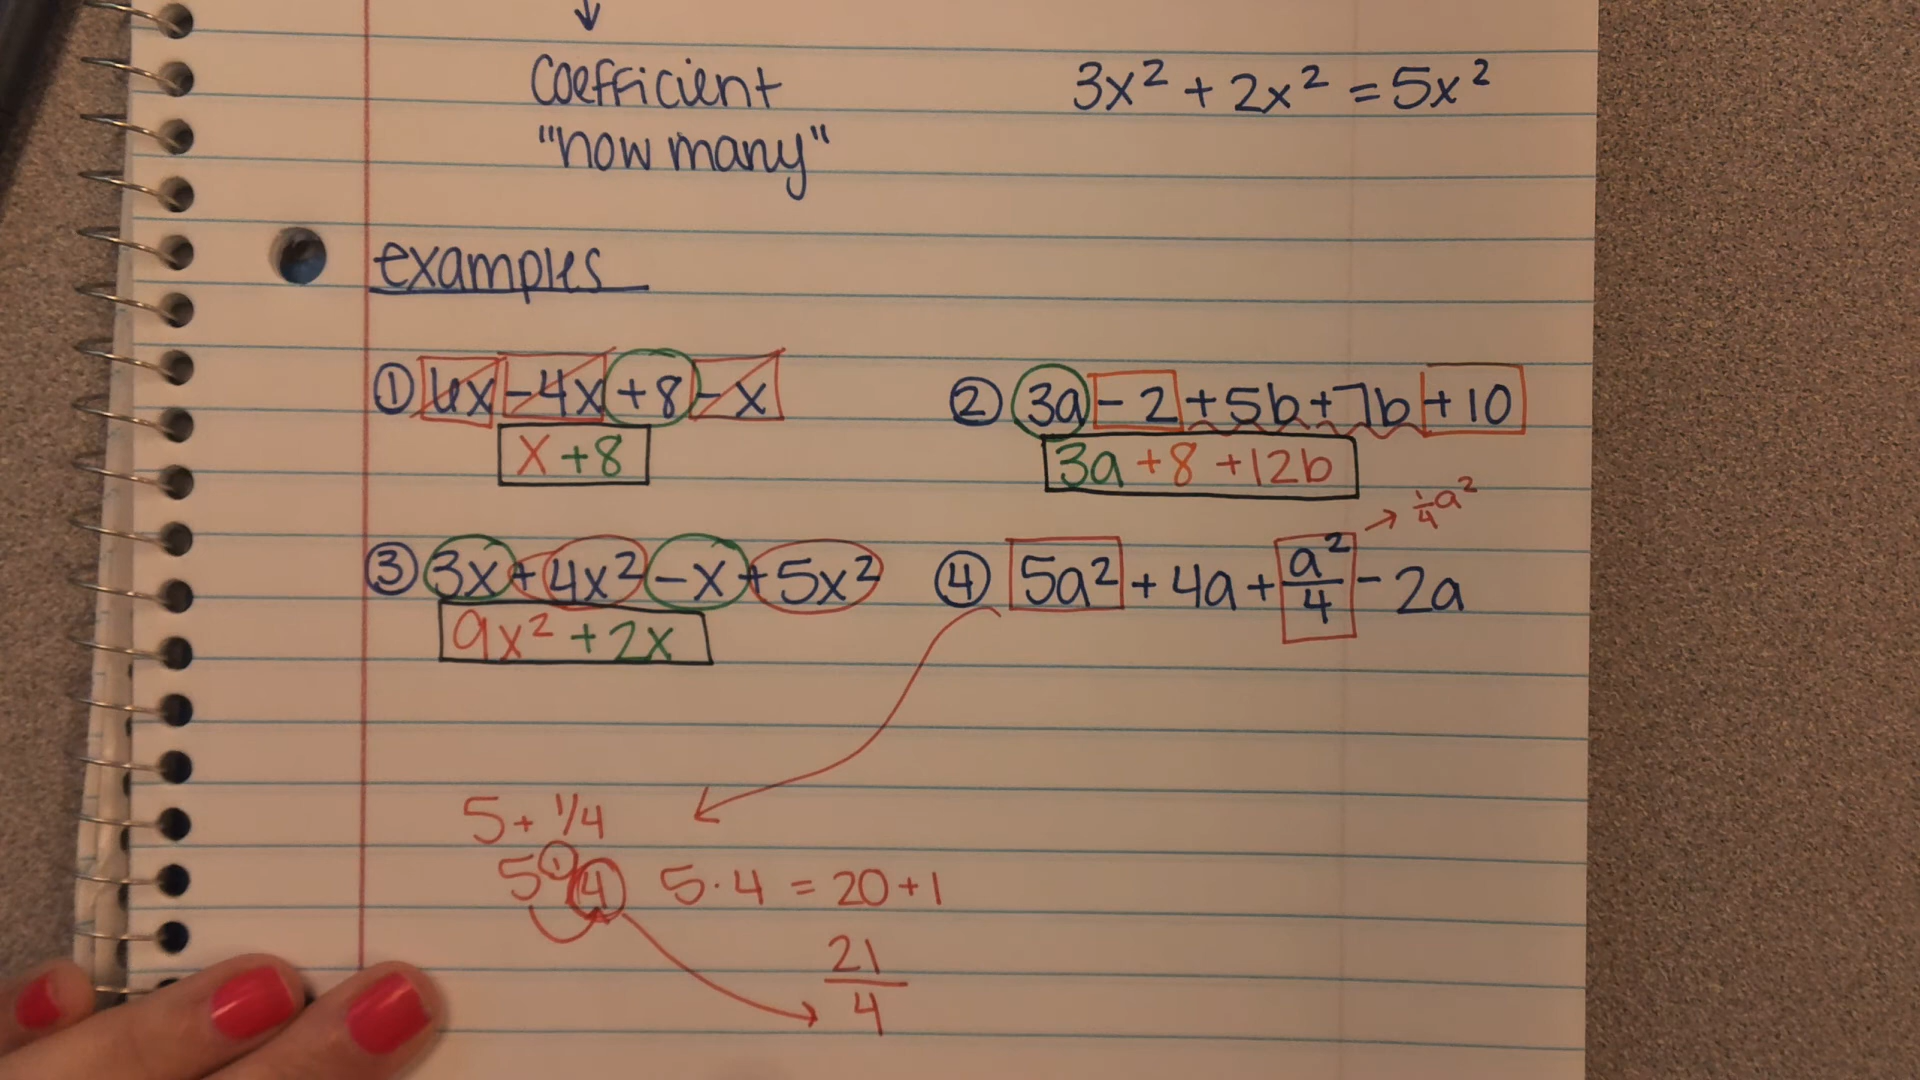 coefficient
"how many"
3x² + 2x² = 5x²
examples
① 6x - 4x + 8 - x
x + 8
② 3a - 2 + 5b + 7b + 10
3a + 8 + 12b
③ 3x + 4x² - x + 5x²
9x² + 2x
④ 5a² + 4a + a²/4 - 2a
→ ¼a²
5 + 1/4
5 1/4 5·4 = 20 + 1
21/4